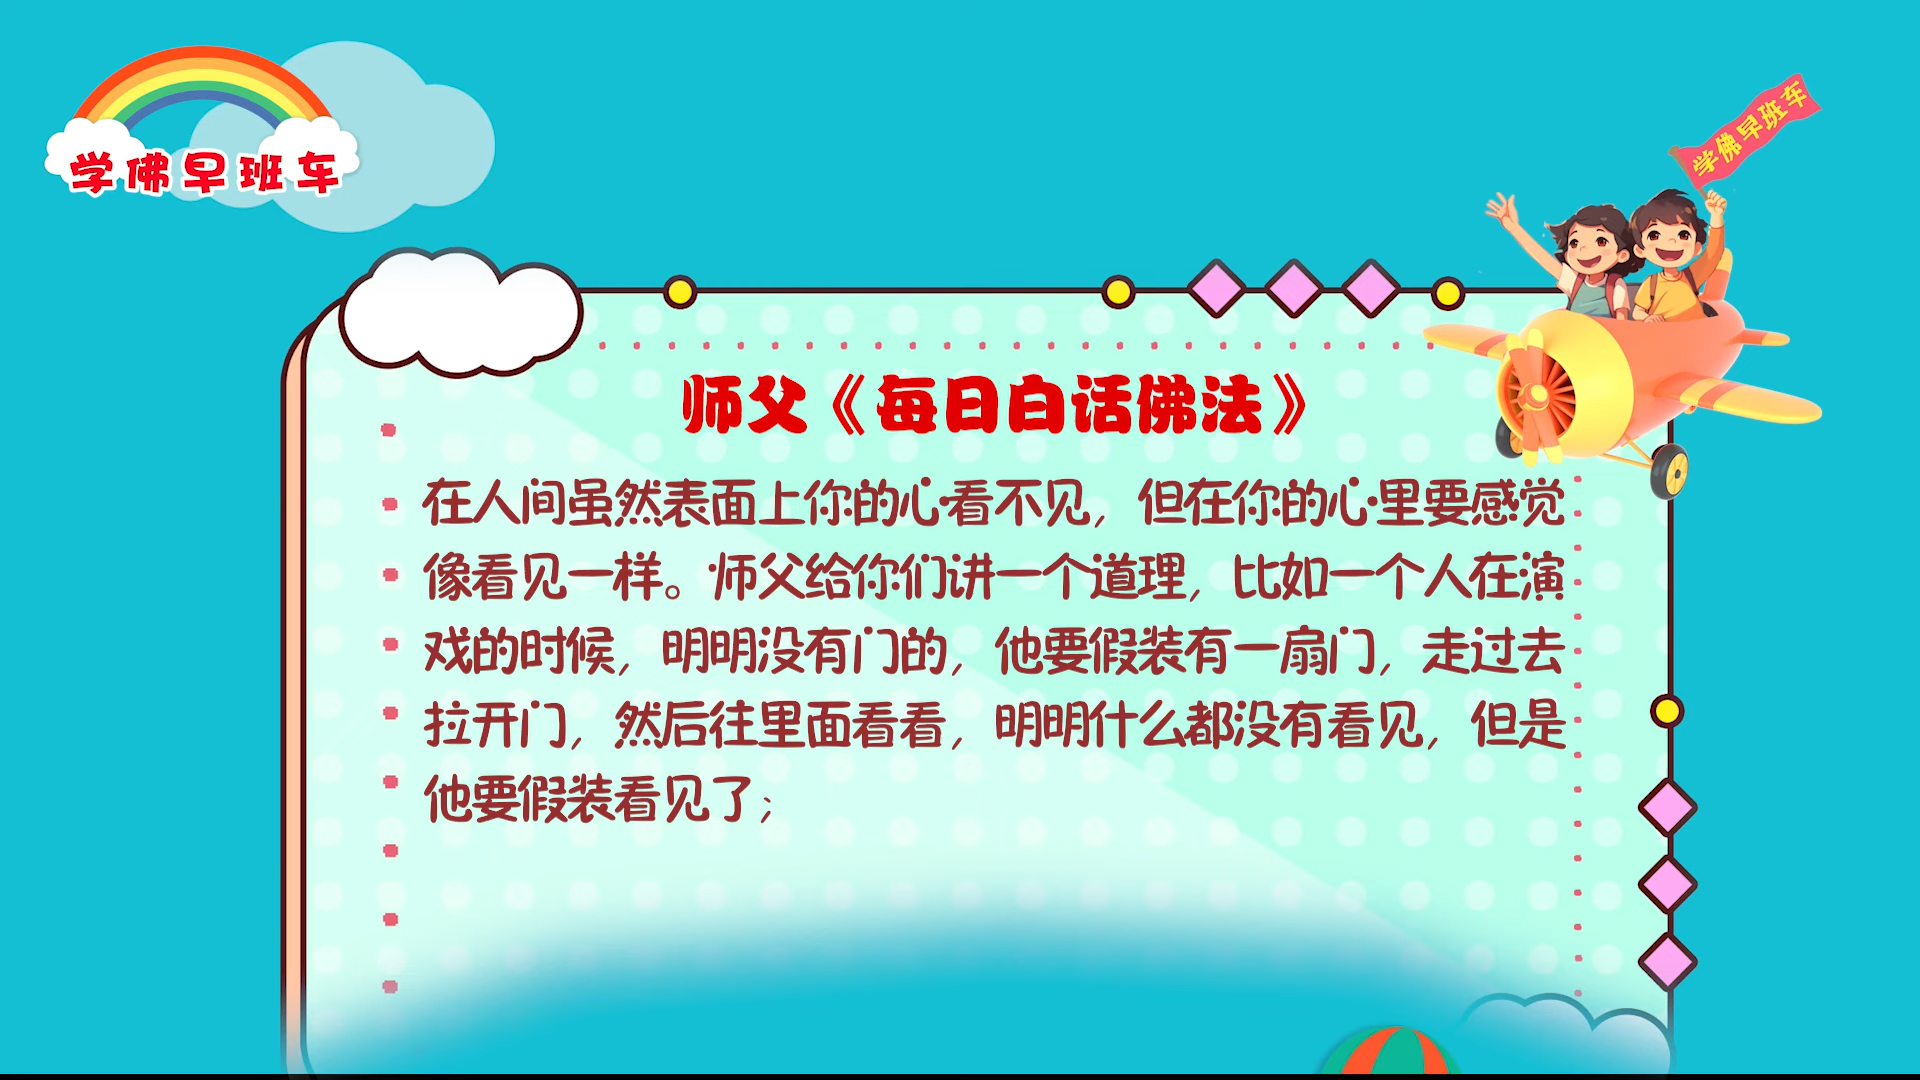 学佛早班车
学佛早班车
师父《每日白话佛法》
在人间虽然表面上你的心看不见，但在你的心里要感觉
像看见一样。师父给你们讲一个道理，比如一个人在演
戏的时候，明明没有门的，他要假装有一扇门，走过去
拉开门，然后往里面看看，明明什么都没有看见，但是
他要假装看见了；